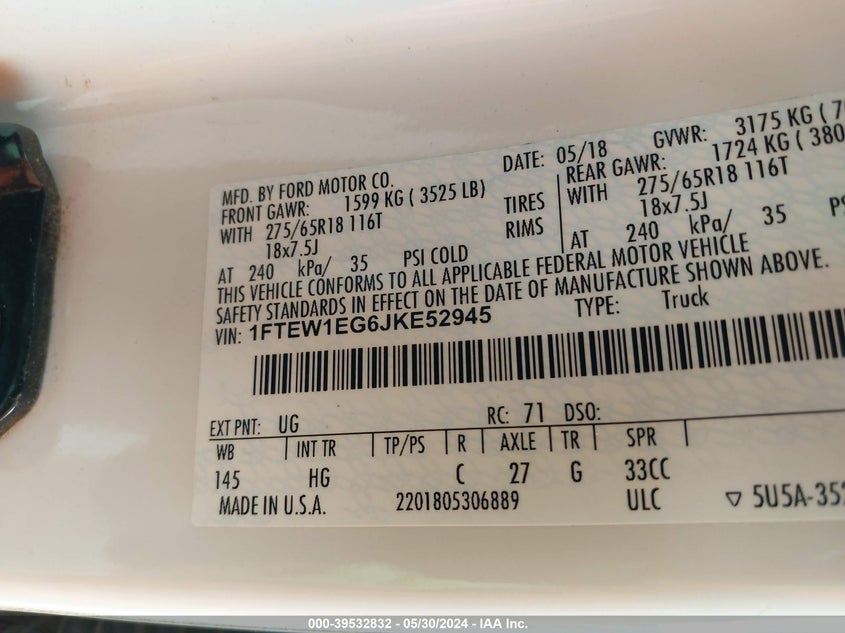 MFD. BY FORD MOTOR CO. DATE: 05/18 GVWR: 3175 KG
FRONT GAWR: 1599 KG ( 3525 LB) REAR GAWR: 1724 KG
WITH 275/65R18 116T TIRES WITH 275/65R18 116T
18x7.5J RIMS 18x7.5J
AT 240 kPa/ 35 PSI COLD AT 240 kPa/ 35
THIS VEHICLE CONFORMS TO ALL APPLICABLE FEDERAL MOTOR VEHICLE
SAFETY STANDARDS IN EFFECT ON THE DATE OF MANUFACTURE SHOWN ABOVE.
VIN: 1FTEW1EG6JKE52945 TYPE: Truck
EXT PNT: UG RC: 71 DSO:
WB INT TR TP/PS R AXLE TR SPR
145 HG C 27 G 33CC
MADE IN U.S.A. 2201805306889 ULC
000-39532832 - 05/30/2024 - IAA Inc.